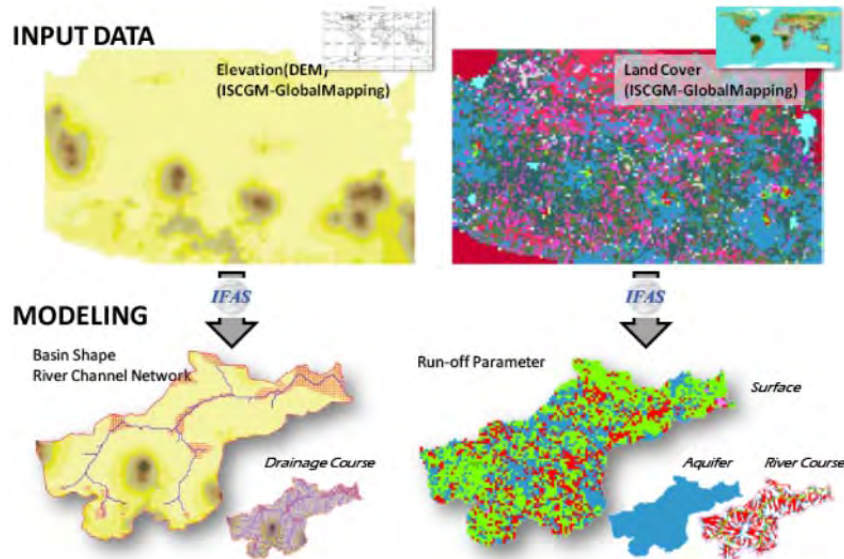 INPUT DATA
Elevation(DEM)
(ISCGM-GlobalMapping)
Land Cover
(ISCGM-GlobalMapping)
IFAS
IFAS
MODELING
Basin Shape
River Channel Network
Run-off Parameter
Surface
Drainage Course
Aquifer
River Course